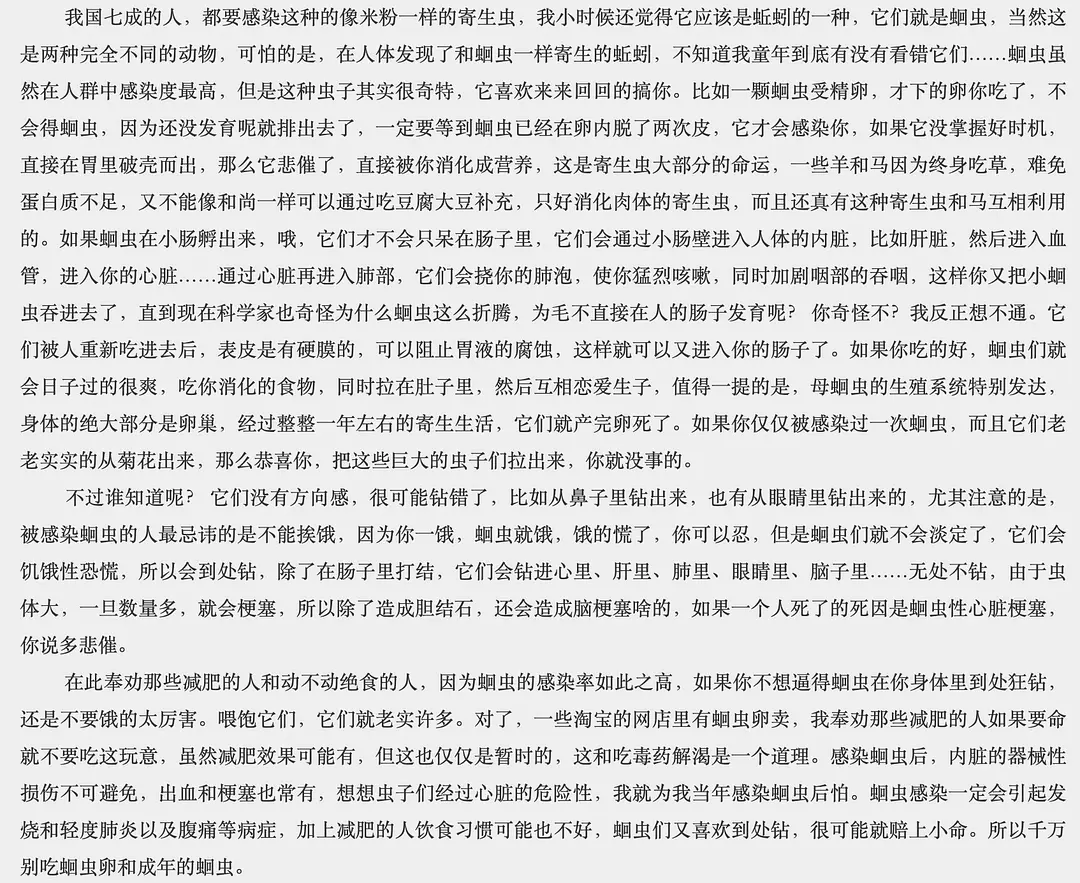 我国七成的人，都要感染这种的像米粉一样的寄生虫，我小时候还觉得它应该是蚯蚓的一种，它们就是蛔虫，当然这
是两种完全不同的动物，可怕的是，在人体发现了和蛔虫一样寄生的蚯蚓，不知道我童年到底有没有看错它们……蛔虫虽
然在人群中感染度最高，但是这种虫子其实很奇特，它喜欢来来回回的搞你。比如一颗蛔虫受精卵，才下的卵你吃了，不
会得蛔虫，因为还没发育呢就排出去了，一定要等到蛔虫已经在卵内脱了两次皮，它才会感染你，如果它没掌握好时机，
直接在胃里破壳而出，那么它悲催了，直接被你消化成营养，这是寄生虫大部分的命运，一些羊和马因为终身吃草，难免
蛋白质不足，又不能像和尚一样可以通过吃豆腐大豆补充，只好消化肉体的寄生虫，而且还真有这种寄生虫和马互相利用
的。如果蛔虫在小肠孵出来，哦，它们才不会只呆在肠子里，它们会通过小肠壁进入人体的内脏，比如肝脏，然后进入血
管，进入你的心脏……通过心脏再进入肺部，它们会挠你的肺泡，使你猛烈咳嗽，同时加剧咽部的吞咽，这样你又把小蛔
虫吞进去了，直到现在科学家也奇怪为什么蛔虫这么折腾，为毛不直接在人的肠子发育呢？ 你奇怪不？我反正想不通。它
们被人重新吃进去后，表皮是有硬膜的，可以阻止胃液的腐蚀，这样就可以又进入你的肠子了。如果你吃的好，蛔虫们就
会日子过的很爽，吃你消化的食物，同时拉在肚子里，然后互相恋爱生子，值得一提的是，母蛔虫的生殖系统特别发达，
身体的绝大部分是卵巢，经过整整一年左右的寄生生活，它们就产完卵死了。如果你仅仅被感染过一次蛔虫，而且它们老
老实实的从菊花出来，那么恭喜你，把这些巨大的虫子们拉出来，你就没事的。
不过谁知道呢？ 它们没有方向感，很可能钻错了，比如从鼻子里钻出来，也有从眼睛里钻出来的，尤其注意的是，
被感染蛔虫的人最忌讳的是不能挨饿，因为你一饿，蛔虫就饿，饿的慌了，你可以忍，但是蛔虫们就不会淡定了，它们会
饥饿性恐慌，所以会到处钻，除了在肠子里打结，它们会钻进心里、肝里、肺里、眼睛里、脑子里……无处不钻，由于虫
体大，一旦数量多，就会梗塞，所以除了造成胆结石，还会造成脑梗塞啥的，如果一个人死了的死因是蛔虫性心脏梗塞，
你说多悲催。
在此奉劝那些减肥的人和动不动绝食的人，因为蛔虫的感染率如此之高，如果你不想逼得蛔虫在你身体里到处狂钻，
还是不要饿的太厉害。喂饱它们，它们就老实许多。对了，一些淘宝的网店里有蛔虫卵卖，我奉劝那些减肥的人如果要命
就不要吃这玩意，虽然减肥效果可能有，但这也仅仅是暂时的，这和吃毒药解渴是一个道理。感染蛔虫后，内脏的器械性
损伤不可避免，出血和梗塞也常有，想想虫子们经过心脏的危险性，我就为我当年感染蛔虫后怕。蛔虫感染一定会引起发
烧和轻度肺炎以及腹痛等病症，加上减肥的人饮食习惯可能也不好，蛔虫们又喜欢到处钻，很可能就赔上小命。所以千万
别吃蛔虫卵和成年的蛔虫。